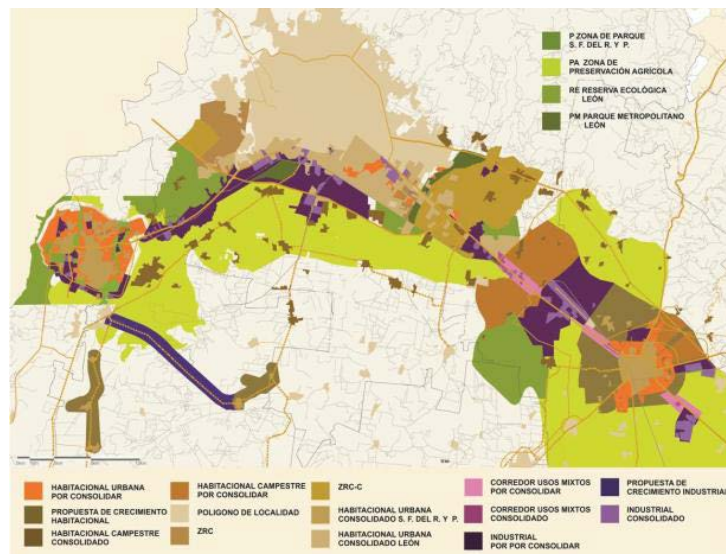 P ZONA DE PARQUE
S. F. DEL R. Y P.
PA ZONA DE
PRESERVACIÓN AGRÍCOLA
RE RESERVA ECOLÓGICA
LEÓN
PM PARQUE METROPOLITANO
LEÓN
HABITACIONAL URBANA
POR CONSOLIDAR
PROPUESTA DE CRECIMIENTO
HABITACIONAL
HABITACIONAL CAMPESTRE
CONSOLIDADO
HABITACIONAL CAMPESTRE
POR CONSOLIDAR
POLIGONO DE LOCALIDAD
ZRC
ZRC-C
HABITACIONAL URBANA
CONSOLIDADO S. F. DEL R. Y P.
HABITACIONAL URBANA
CONSOLIDADO LEÓN
CORREDOR USOS MIXTOS
POR CONSOLIDAR
CORREDOR USOS MIXTOS
CONSOLIDADO
INDUSTRIAL
POR POR CONSOLIDAR
PROPUESTA DE
CRECIMIENTO INDUSTRIAL
INDUSTRIAL
CONSOLIDADO